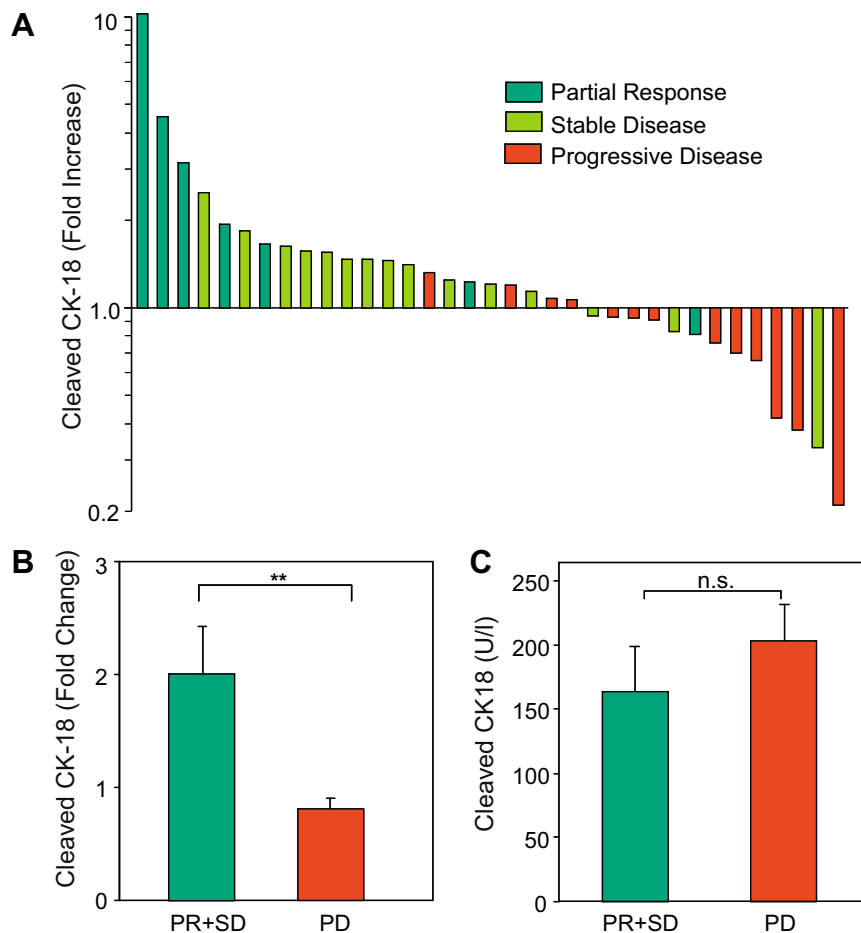 A
Cleaved CK-18 (Fold Increase)
10
1.0
0.2
Partial Response
Stable Disease
Progressive Disease
B
Cleaved CK-18 (Fold Change)
3
2
1
0
**
PR+SD
PD
C
Cleaved CK18 (U/l)
250
200
150
100
50
0
n.s.
PR+SD
PD